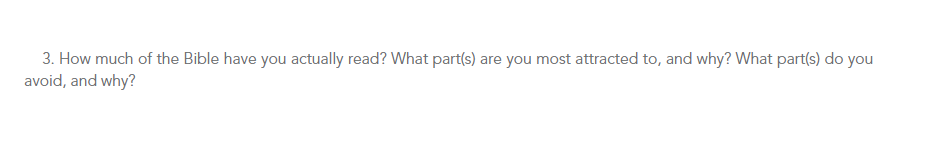 3. How much of the Bible have you actually read? What part(s) are you most attracted to, and why? What part(s) do you
avoid, and why?